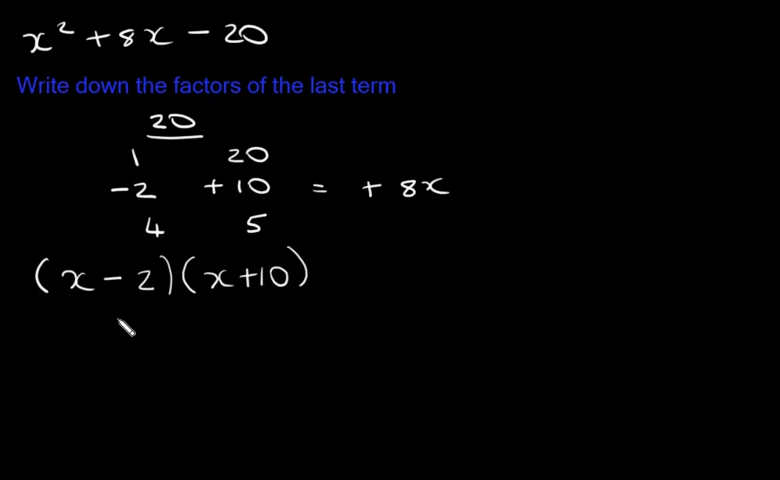 x² + 8x − 20
Write down the factors of the last term
20
1 20
−2 +10 = + 8x
4 5
(x − 2)(x+10)